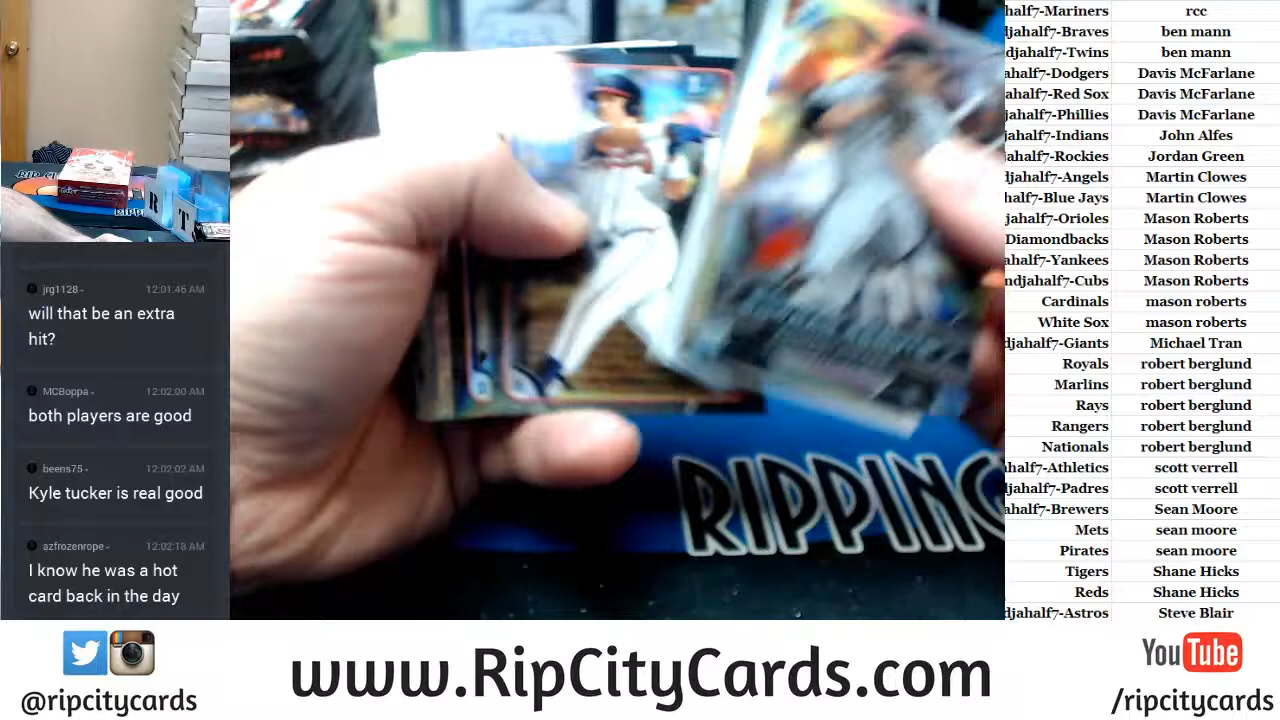 jrg1128- 12:01:46 AM
will that be an extra
hit?
MCBoppa- 12:02:00 AM
both players are good
beens75- 12:02:02 AM
Kyle tucker is real good
azfrozenrope- 12:02:18 AM
I know he was a hot
card back in the day
R
T
RIPPING
half7-Mariners rcc
djahalf7-Braves ben mann
djahalf7-Twins ben mann
ahalf7-Dodgers Davis McFarlane
ahalf7-Red Sox Davis McFarlane
ahalf7-Phillies Davis McFarlane
jahalf7-Indians John Alfes
ahalf7-Rockies Jordan Green
djahalf7-Angels Martin Clowes
ahalf7-Blue Jays Martin Clowes
jahalf7-Orioles Mason Roberts
Diamondbacks Mason Roberts
jahalf7-Yankees Mason Roberts
ndjahalf7-Cubs Mason Roberts
Cardinals mason roberts
White Sox mason roberts
djahalf7-Giants Michael Tran
Royals robert berglund
Marlins robert berglund
Rays robert berglund
Rangers robert berglund
Nationals robert berglund
half7-Athletics scott verrell
djahalf7-Padres scott verrell
ahalf7-Brewers Sean Moore
Mets sean moore
Pirates sean moore
Tigers Shane Hicks
Reds Shane Hicks
djahalf7-Astros Steve Blair
@ripcitycards
www.RipCityCards.com
YouTube
/ripcitycards